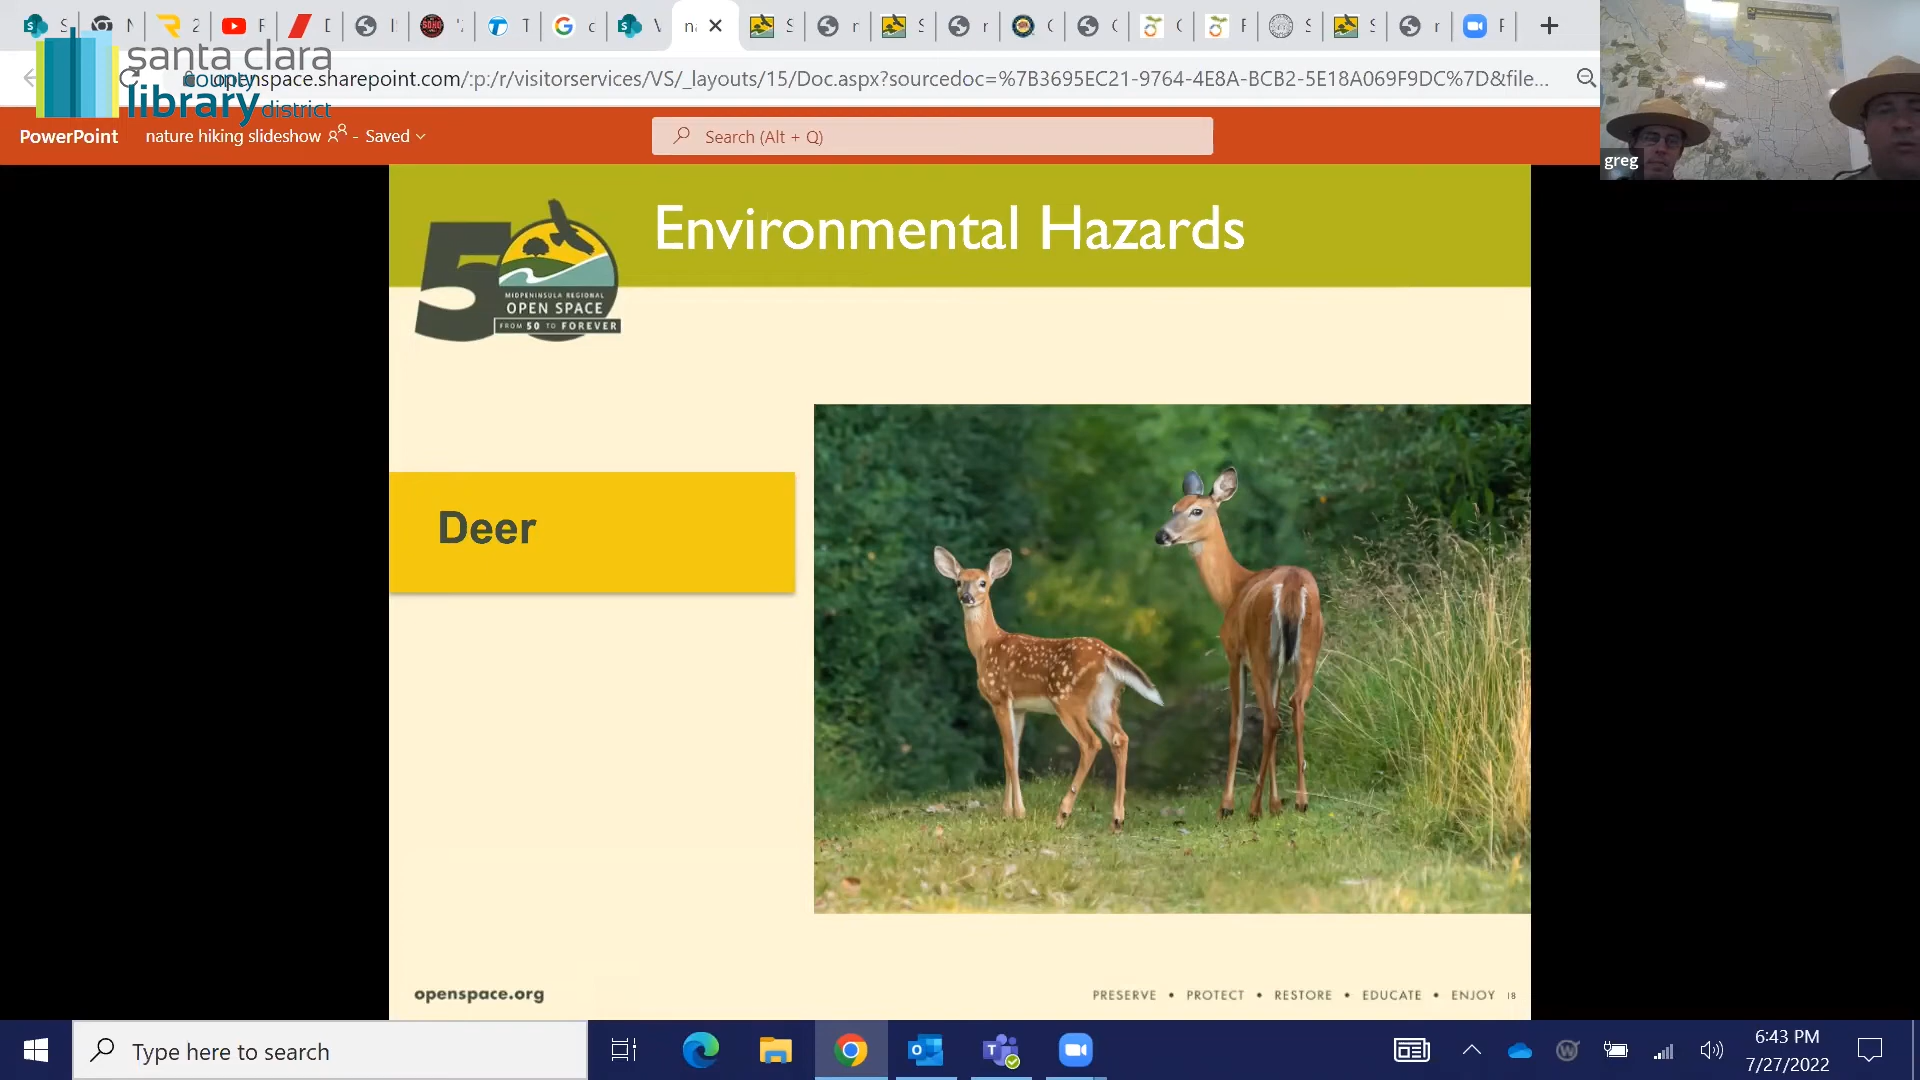 santa clara
county
library district
openspace.sharepoint.com/:p:/r/visitorservices/VS/_layouts/15/Doc.aspx?sourcedoc=%7B3695EC21-9764-4E8A-BCB2-5E18A069F9DC%7D&file...
PowerPoint nature hiking slideshow - Saved
Search (Alt + Q)
greg
Environmental Hazards
50
MIDPENINSULA REGIONAL
OPEN SPACE
FROM 50 TO FOREVER
Deer
openspace.org
PRESERVE • PROTECT • RESTORE • EDUCATE • ENJOY 18
Type here to search
6:43 PM
7/27/2022